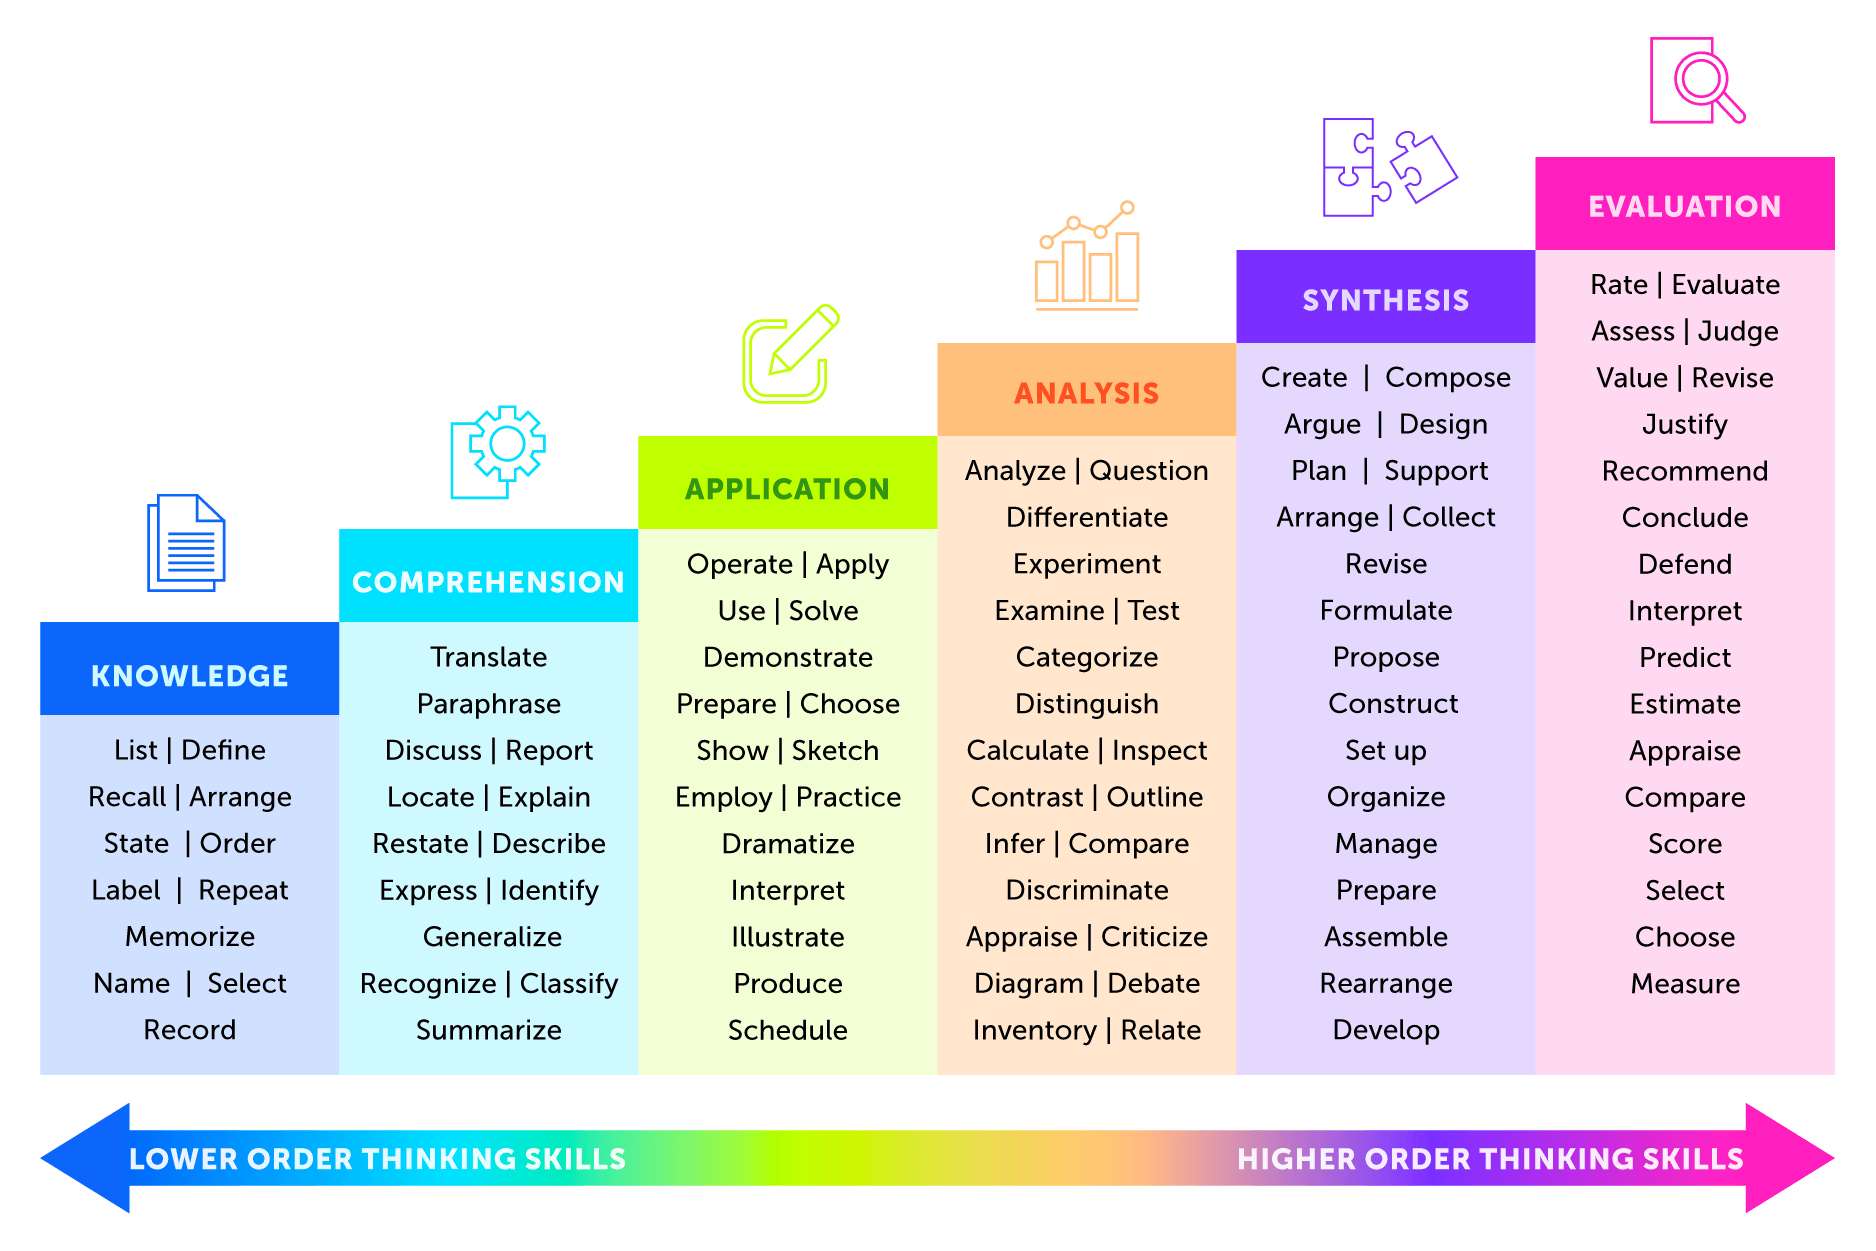 KNOWLEDGE
List | Define
Recall | Arrange
State | Order
Label | Repeat
Memorize
Name | Select
Record
COMPREHENSION
Translate
Paraphrase
Discuss | Report
Locate | Explain
Restate | Describe
Express | Identify
Generalize
Recognize | Classify
Summarize
APPLICATION
Operate | Apply
Use | Solve
Demonstrate
Prepare | Choose
Show | Sketch
Employ | Practice
Dramatize
Interpret
Illustrate
Produce
Schedule
ANALYSIS
Analyze | Question
Differentiate
Experiment
Examine | Test
Categorize
Distinguish
Calculate | Inspect
Contrast | Outline
Infer | Compare
Discriminate
Appraise | Criticize
Diagram | Debate
Inventory | Relate
SYNTHESIS
Create | Compose
Argue | Design
Plan | Support
Arrange | Collect
Revise
Formulate
Propose
Construct
Set up
Organize
Manage
Prepare
Assemble
Rearrange
Develop
EVALUATION
Rate | Evaluate
Assess | Judge
Value | Revise
Justify
Recommend
Conclude
Defend
Interpret
Predict
Estimate
Appraise
Compare
Score
Select
Choose
Measure
LOWER ORDER THINKING SKILLS
HIGHER ORDER THINKING SKILLS